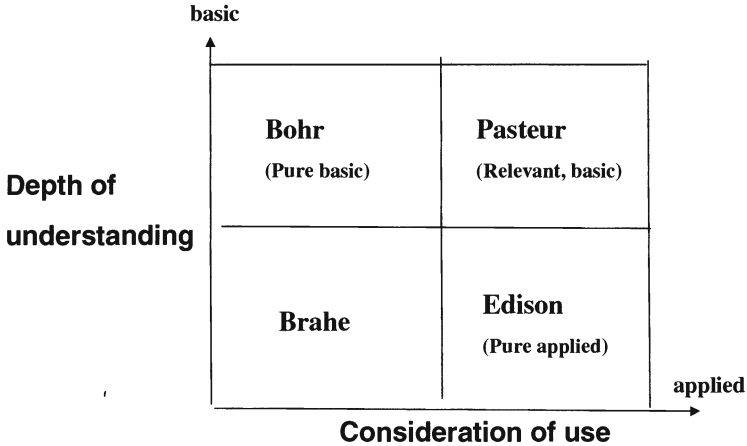 basic
Bohr
(Pure basic)
Pasteur
(Relevant, basic)
Depth of
understanding
Brahe
Edison
(Pure applied)
applied
Consideration of use